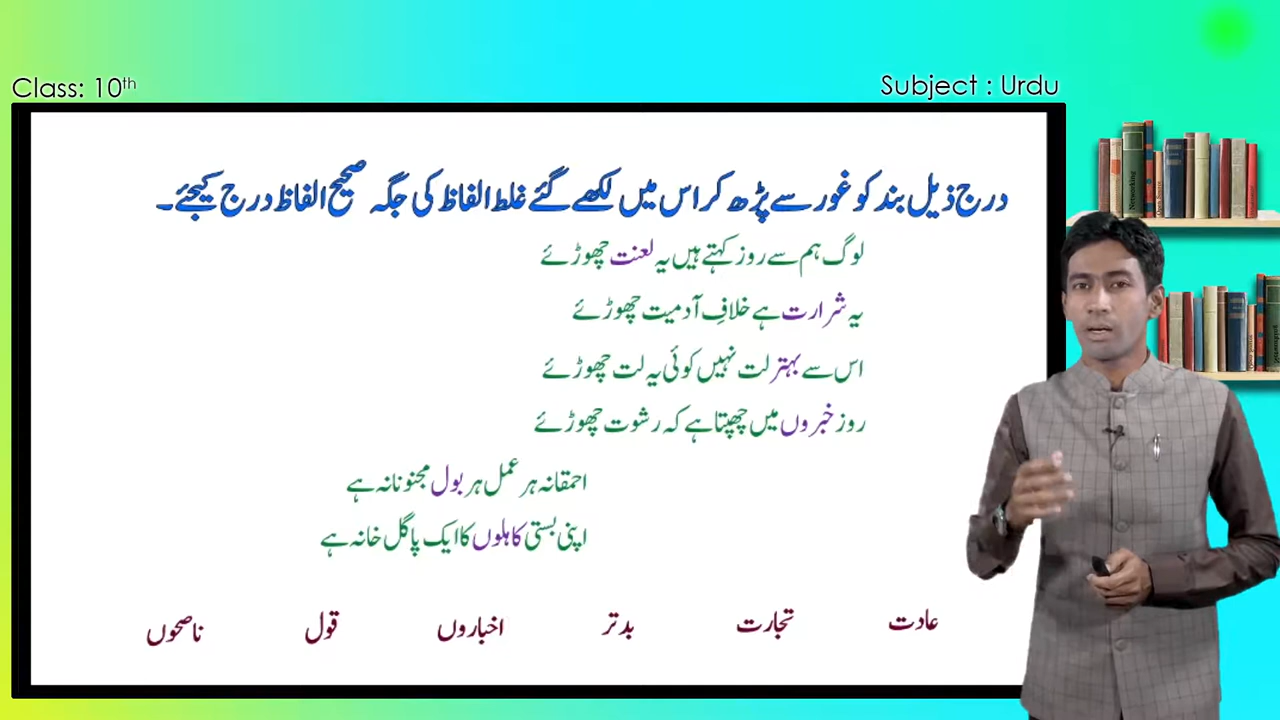 Class: 10th
Subject : Urdu
درج ذیل بند کو غور سے پڑھ کر اس میں لکھے گئے غلط الفاظ کی جگہ صحیح الفاظ درج کیجئے۔
لوگ ہم سے روز کہتے ہیں یہ لعنت چھوڑئے
یہ شرارت ہے خلافِ آدمیت چھوڑئے
اس سے بہتر لت نہیں کوئی یہ لت چھوڑئے
روز خبروں میں چھپتا ہے کہ رشوت چھوڑئے
احمقانہ ہر عمل ہر بول مجنونانہ ہے
اپنی بستی کاہلوں کا ایک پاگل خانہ ہے
عادت تجارت بدتر اخباروں قول ناصحوں
Networking